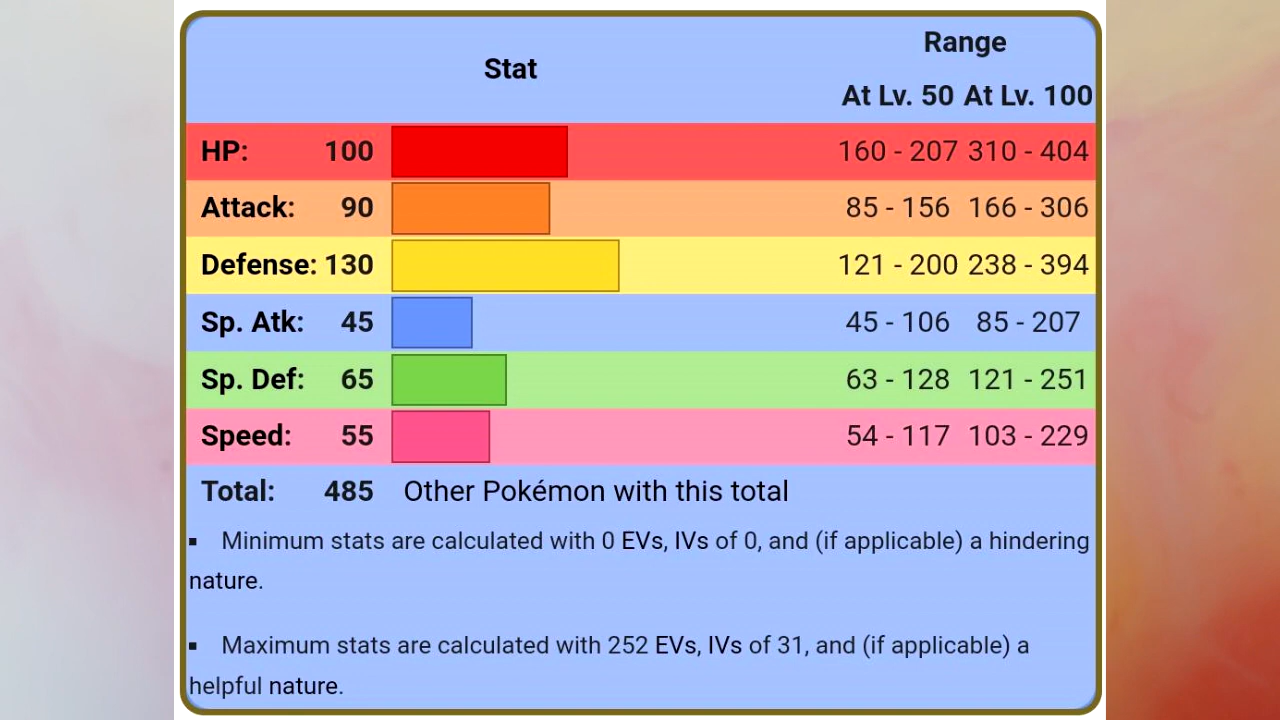 Stat
Range
At Lv. 50 At Lv. 100
HP: 100 160 - 207 310 - 404
Attack: 90 85 - 156 166 - 306
Defense: 130 121 - 200 238 - 394
Sp. Atk: 45 45 - 106 85 - 207
Sp. Def: 65 63 - 128 121 - 251
Speed: 55 54 - 117 103 - 229
Total: 485 Other Pokémon with this total
▪ Minimum stats are calculated with 0 EVs, IVs of 0, and (if applicable) a hindering
nature.
▪ Maximum stats are calculated with 252 EVs, IVs of 31, and (if applicable) a
helpful nature.